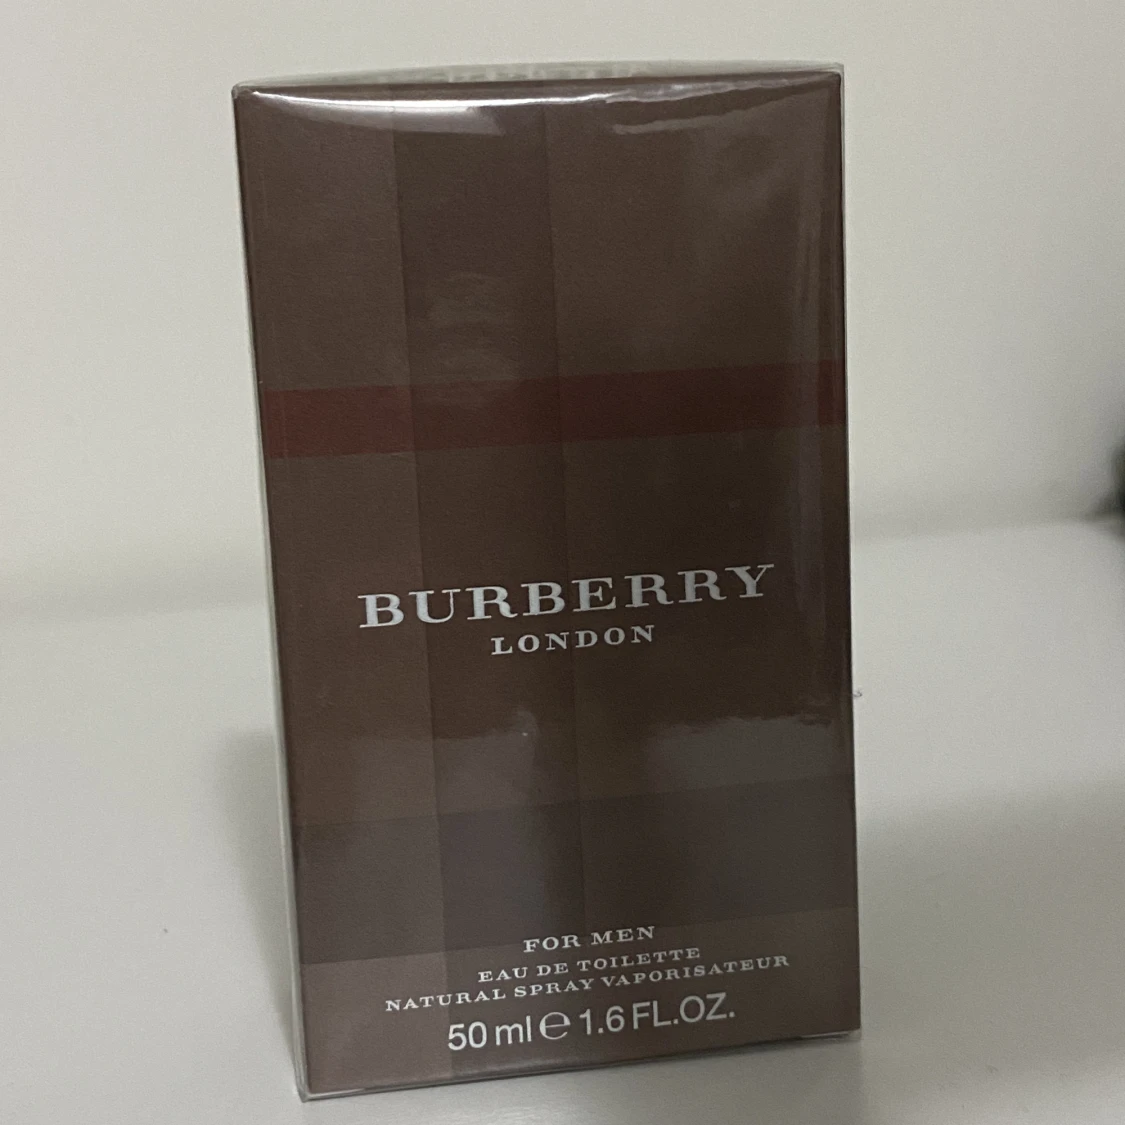 BURBERRY
LONDON
FOR MEN
EAU DE TOILETTE
NATURAL SPRAY VAPORISATEUR
50 ml ℮ 1.6 FL.OZ.